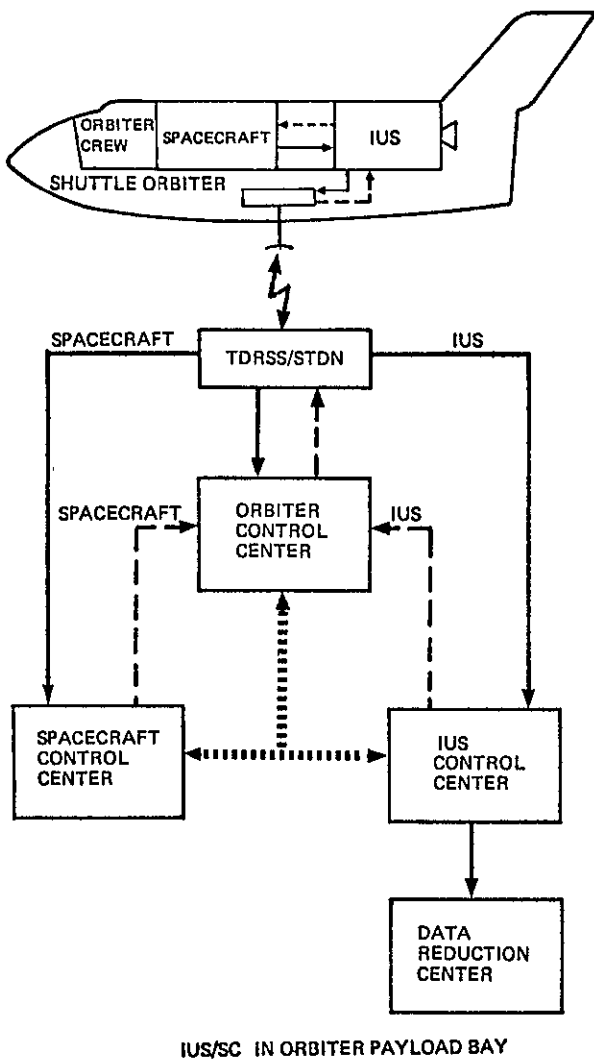 ORBITER
CREW
SPACECRAFT
IUS
SHUTTLE ORBITER
SPACECRAFT
TDRSS/STDN
IUS
SPACECRAFT
ORBITER
CONTROL
CENTER
IUS
SPACECRAFT
CONTROL
CENTER
IUS
CONTROL
CENTER
DATA
REDUCTION
CENTER
IUS/SC IN ORBITER PAYLOAD BAY